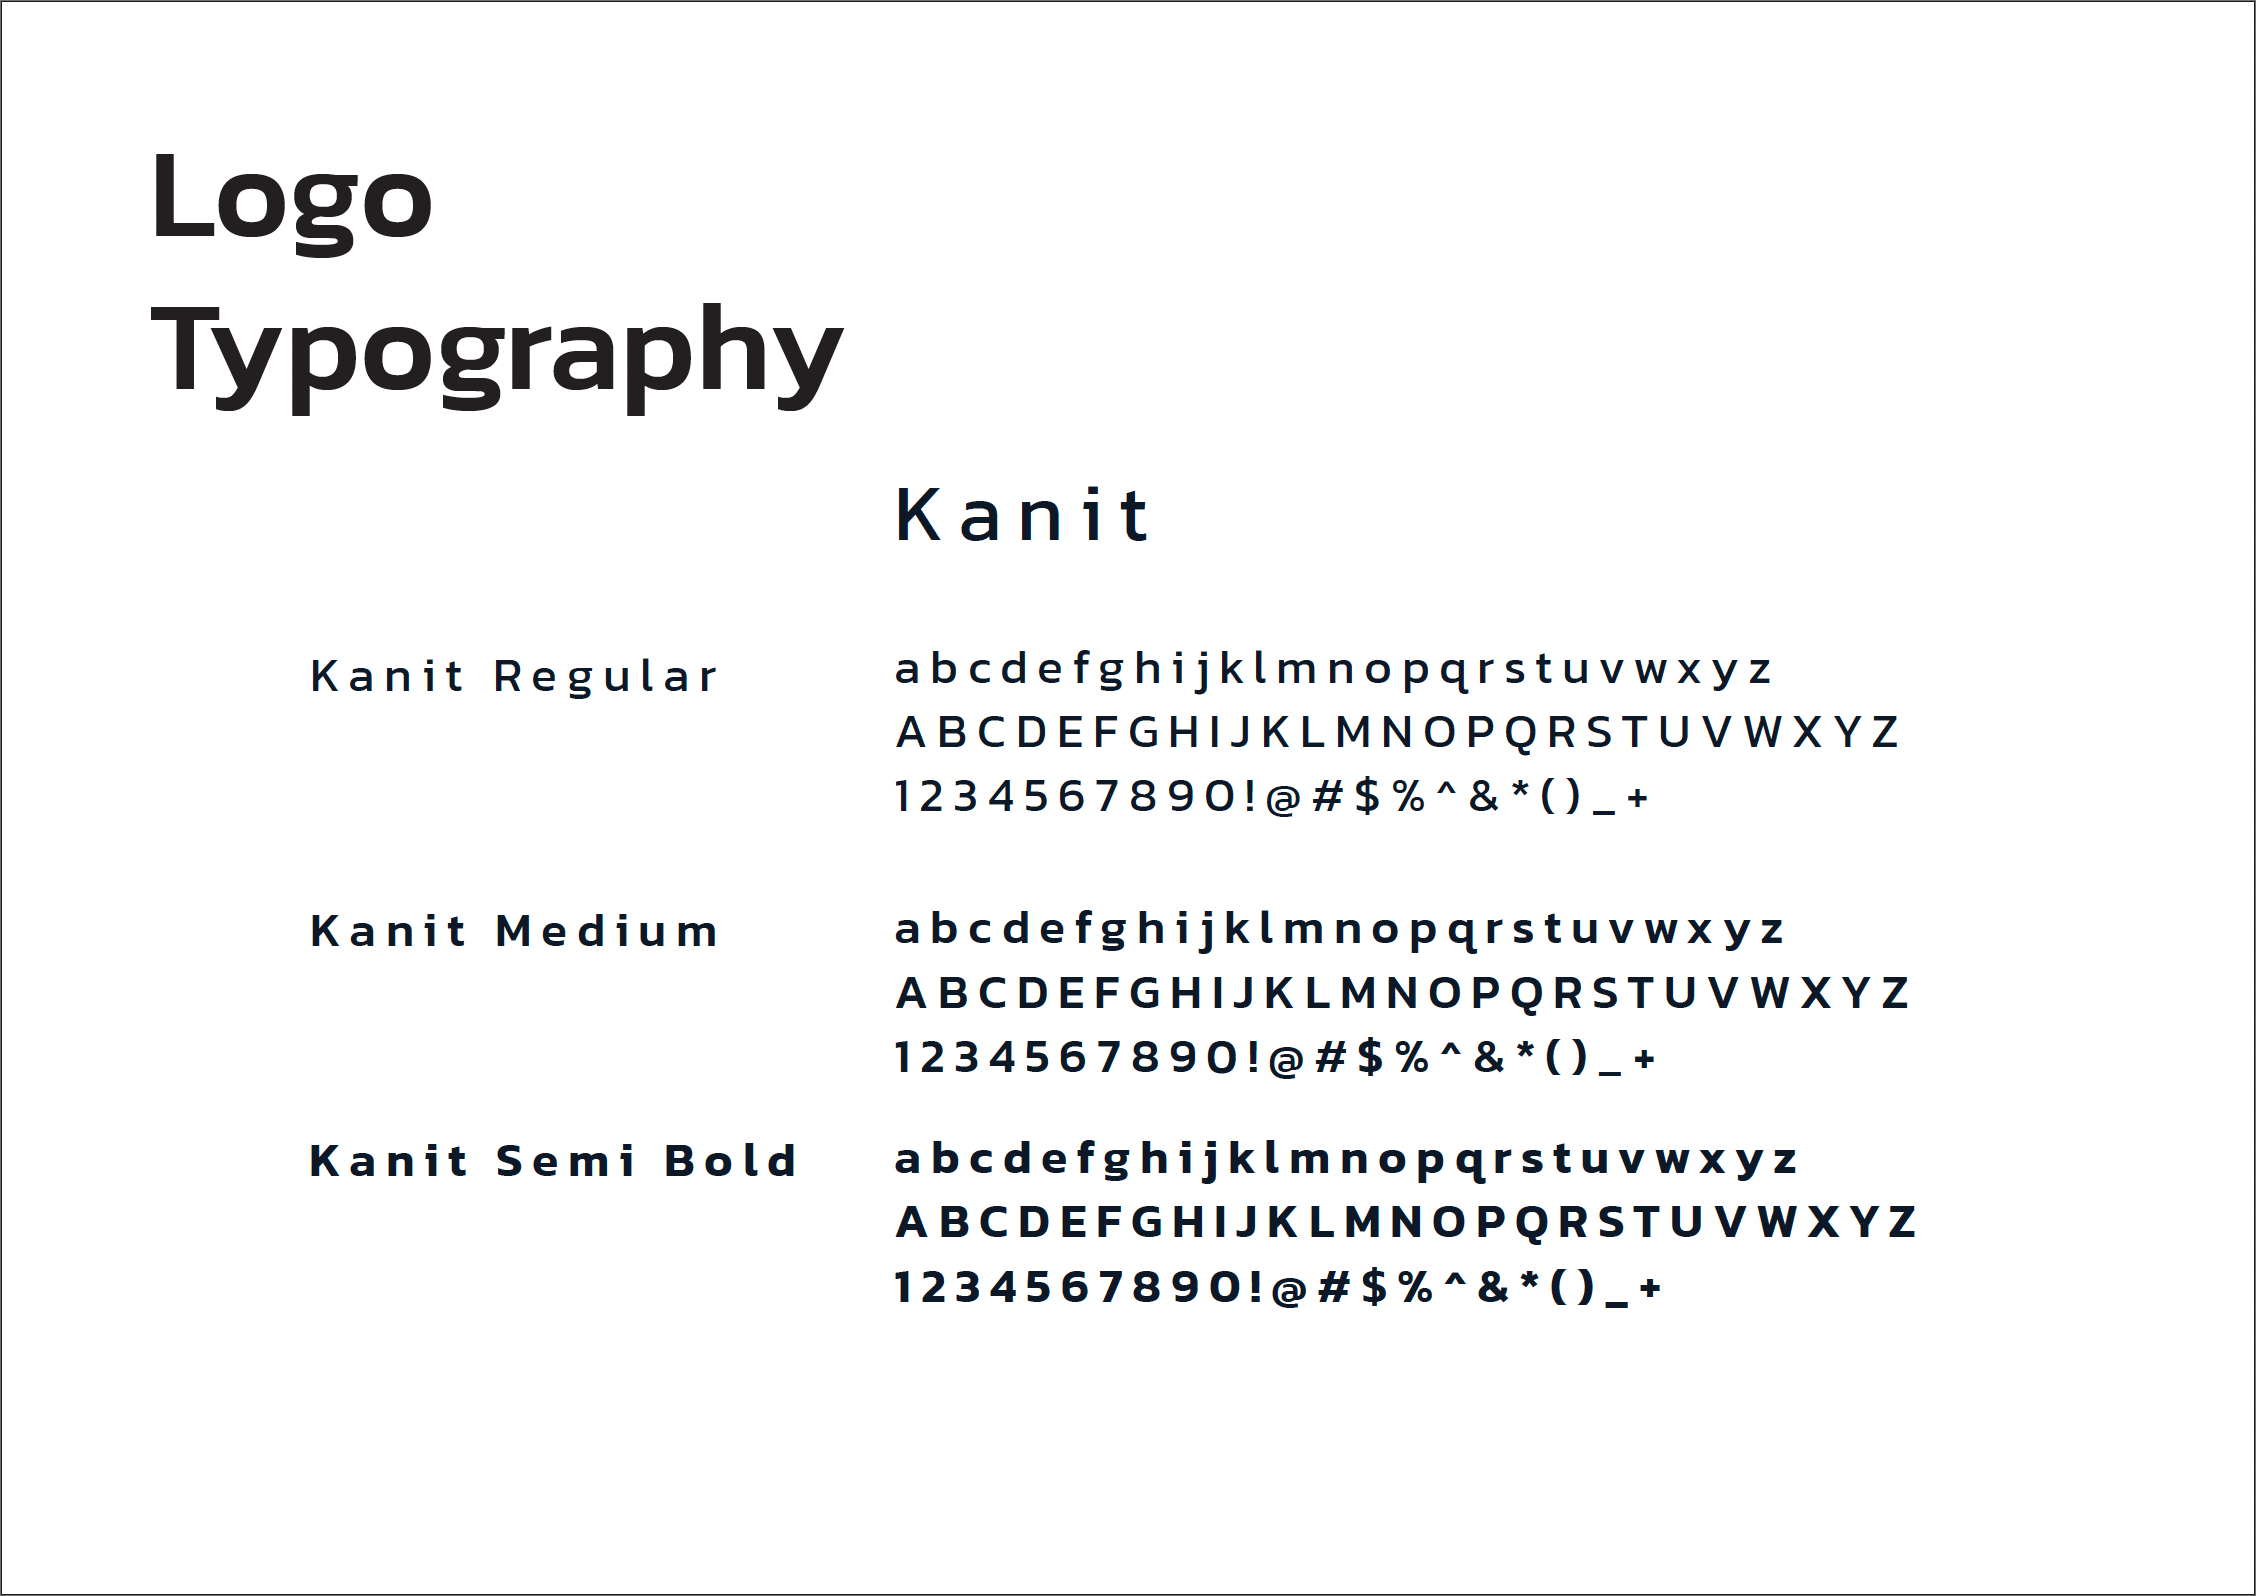 Logo
Typography
Kanit
Kanit Regular
abcdefghijklmnopqrstuvwxyz
ABCDEFGHIJKLMNOPQRSTUVWXYZ
1234567890!@#$%^&*()_+
Kanit Medium
abcdefghijklmnopqrstuvwxyz
ABCDEFGHIJKLMNOPQRSTUVWXYZ
1234567890!@#$%^&*()_+
Kanit Semi Bold
abcdefghijklmnopqrstuvwxyz
ABCDEFGHIJKLMNOPQRSTUVWXYZ
1234567890!@#$%^&*()_+